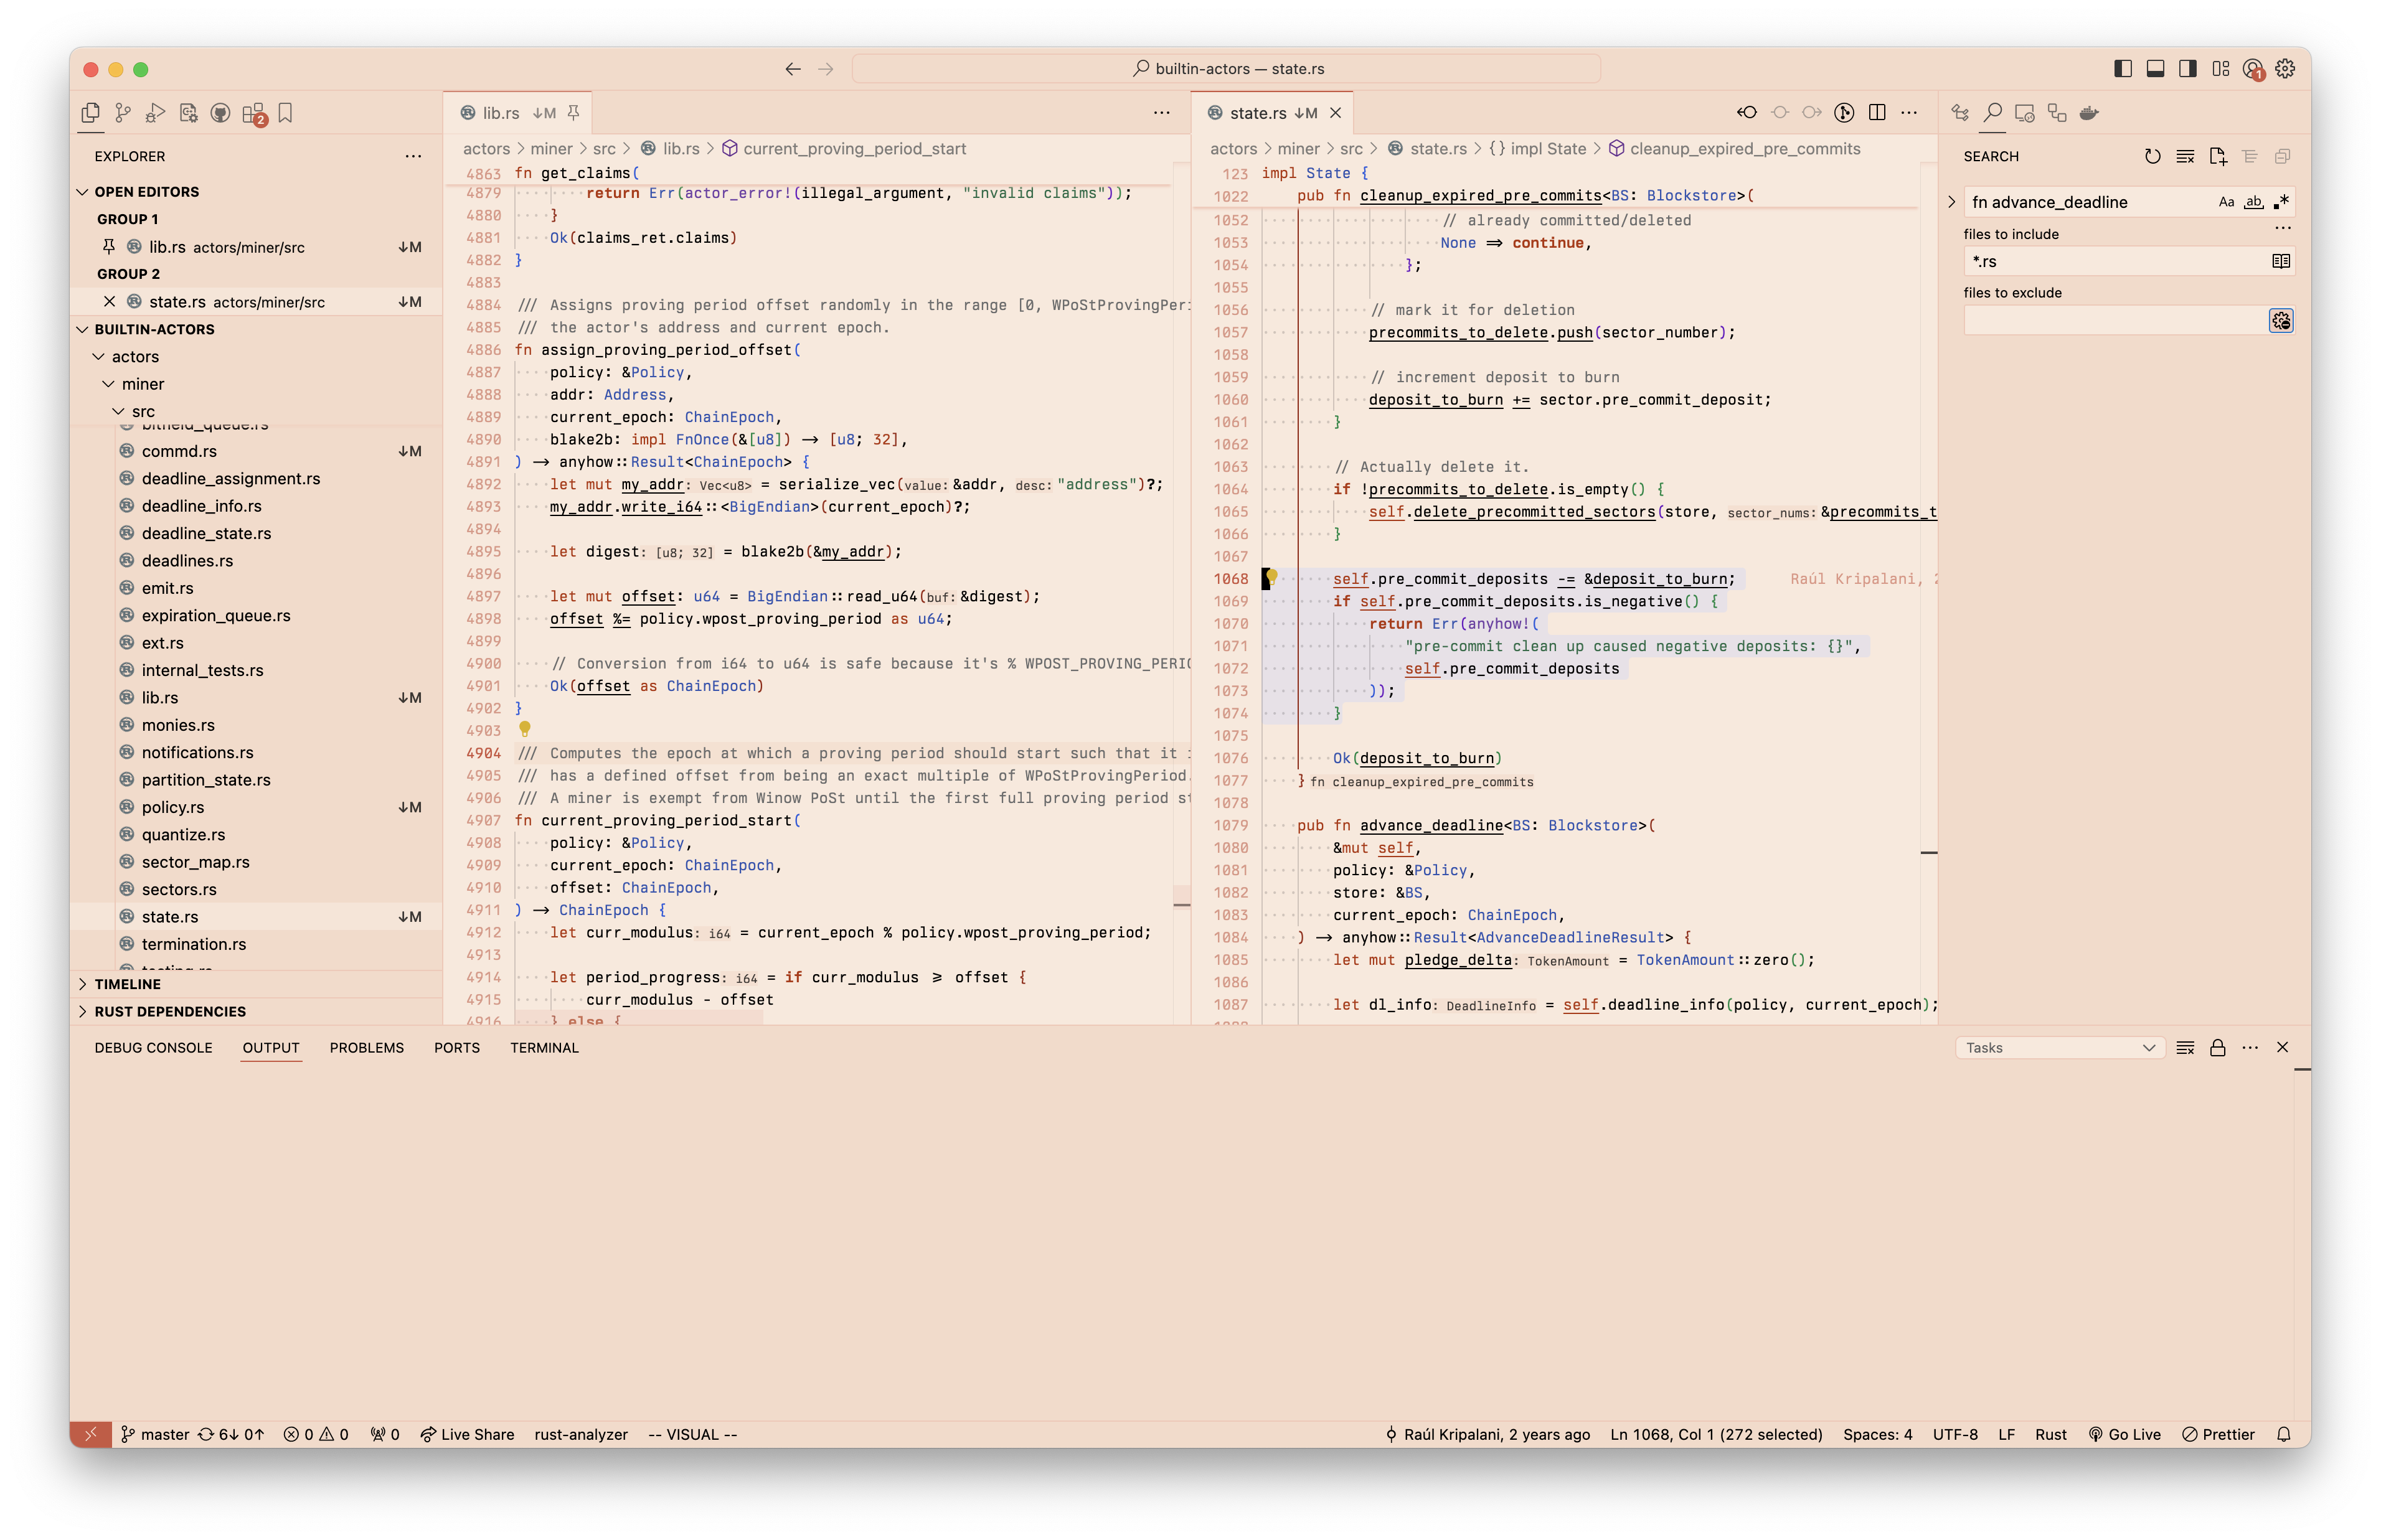 builtin-actors — state.rs
1
2
EXPLORER
OPEN EDITORS
GROUP 1
lib.rs actors/miner/src ↓M
GROUP 2
state.rs actors/miner/src ↓M
BUILTIN-ACTORS
actors
miner
src
bitfield_queue.rs
commd.rs ↓M
deadline_assignment.rs
deadline_info.rs
deadline_state.rs
deadlines.rs
emit.rs
expiration_queue.rs
ext.rs
internal_tests.rs
lib.rs ↓M
monies.rs
notifications.rs
partition_state.rs
policy.rs ↓M
quantize.rs
sector_map.rs
sectors.rs
state.rs ↓M
termination.rs
testing.rs
TIMELINE
RUST DEPENDENCIES
lib.rs ↓M
actors > miner > src > lib.rs > current_proving_period_start
4863 fn get_claims(
4879 return Err(actor_error!(illegal_argument, "invalid claims"));
4880 }
4881 Ok(claims_ret.claims)
4882 }
4883
4884 /// Assigns proving period offset randomly in the range [0, WPoStProvingPeri
4885 /// the actor's address and current epoch.
4886 fn assign_proving_period_offset(
4887 policy: &Policy,
4888 addr: Address,
4889 current_epoch: ChainEpoch,
4890 blake2b: impl FnOnce(&[u8]) → [u8; 32],
4891 ) → anyhow::Result<ChainEpoch> {
4892 let mut my_addr: Vec<u8> = serialize_vec(value: &addr, desc: "address")?;
4893 my_addr.write_i64::<BigEndian>(current_epoch)?;
4894
4895 let digest: [u8; 32] = blake2b(&my_addr);
4896
4897 let mut offset: u64 = BigEndian::read_u64(buf: &digest);
4898 offset %= policy.wpost_proving_period as u64;
4899
4900 // Conversion from i64 to u64 is safe because it's % WPOST_PROVING_PERIO
4901 Ok(offset as ChainEpoch)
4902 }
4903
4904 /// Computes the epoch at which a proving period should start such that it i
4905 /// has a defined offset from being an exact multiple of WPoStProvingPeriod.
4906 /// A miner is exempt from Winow PoSt until the first full proving period st
4907 fn current_proving_period_start(
4908 policy: &Policy,
4909 current_epoch: ChainEpoch,
4910 offset: ChainEpoch,
4911 ) → ChainEpoch {
4912 let curr_modulus: i64 = current_epoch % policy.wpost_proving_period;
4913
4914 let period_progress: i64 = if curr_modulus ≥ offset {
4915 curr_modulus - offset
4916 } else {
state.rs ↓M
actors > miner > src > state.rs > {} impl State > cleanup_expired_pre_commits
123 impl State {
1022 pub fn cleanup_expired_pre_commits<BS: Blockstore>(
1052 // already committed/deleted
1053 None ⇒ continue,
1054 };
1055
1056 // mark it for deletion
1057 precommits_to_delete.push(sector_number);
1058
1059 // increment deposit to burn
1060 deposit_to_burn += sector.pre_commit_deposit;
1061 }
1062
1063 // Actually delete it.
1064 if !precommits_to_delete.is_empty() {
1065 self.delete_precommitted_sectors(store, sector_nums: &precommits_t
1066 }
1067
1068 self.pre_commit_deposits -= &deposit_to_burn; Raúl Kripalani, 2
1069 if self.pre_commit_deposits.is_negative() {
1070 return Err(anyhow!(
1071 "pre-commit clean up caused negative deposits: {}",
1072 self.pre_commit_deposits
1073 ));
1074 }
1075
1076 Ok(deposit_to_burn)
1077 } fn cleanup_expired_pre_commits
1078
1079 pub fn advance_deadline<BS: Blockstore>(
1080 &mut self,
1081 policy: &Policy,
1082 store: &BS,
1083 current_epoch: ChainEpoch,
1084 ) → anyhow::Result<AdvanceDeadlineResult> {
1085 let mut pledge_delta: TokenAmount = TokenAmount::zero();
1086
1087 let dl_info: DeadlineInfo = self.deadline_info(policy, current_epoch);
SEARCH
fn advance_deadline Aa ab .*
files to include
*.rs
files to exclude
DEBUG CONSOLE OUTPUT PROBLEMS PORTS TERMINAL
Tasks
master 6↓ 0↑ 0 0 0 Live Share rust-analyzer -- VISUAL --
Raúl Kripalani, 2 years ago Ln 1068, Col 1 (272 selected) Spaces: 4 UTF-8 LF Rust Go Live Prettier